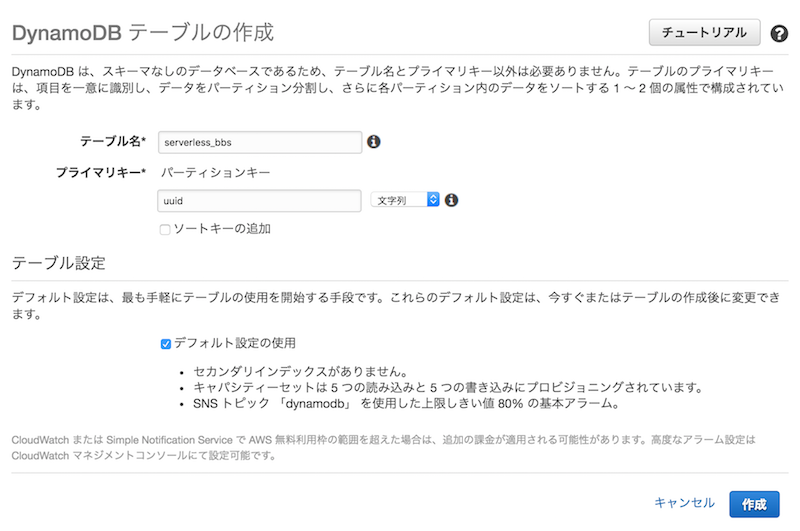 DynamoDB テーブルの作成
チュートリアル
DynamoDB は、スキーマなしのデータベースであるため、テーブル名とプライマリキー以外は必要ありません。テーブルのプライマリキー
は、項目を一意に識別し、データをパーティション分割し、さらに各パーティション内のデータをソートする 1 〜 2 個の属性で構成されてい
ます。
テーブル名* serverless_bbs
プライマリキー* パーティションキー
uuid 文字列
ソートキーの追加
テーブル設定
デフォルト設定は、最も手軽にテーブルの使用を開始する手段です。これらのデフォルト設定は、今すぐまたはテーブルの作成後に変更でき
ます。
デフォルト設定の使用
• セカンダリインデックスがありません。
• キャパシティーセットは 5 つの読み込みと 5 つの書き込みにプロビジョニングされています。
• SNS トピック 「dynamodb」 を使用した上限しきい値 80% の基本アラーム。
CloudWatch または Simple Notification Service で AWS 無料利用枠の範囲を超えた場合は、追加の課金が適用される可能性があります。高度なアラーム設定は
CloudWatch マネジメントコンソールにて設定可能です。
キャンセル 作成